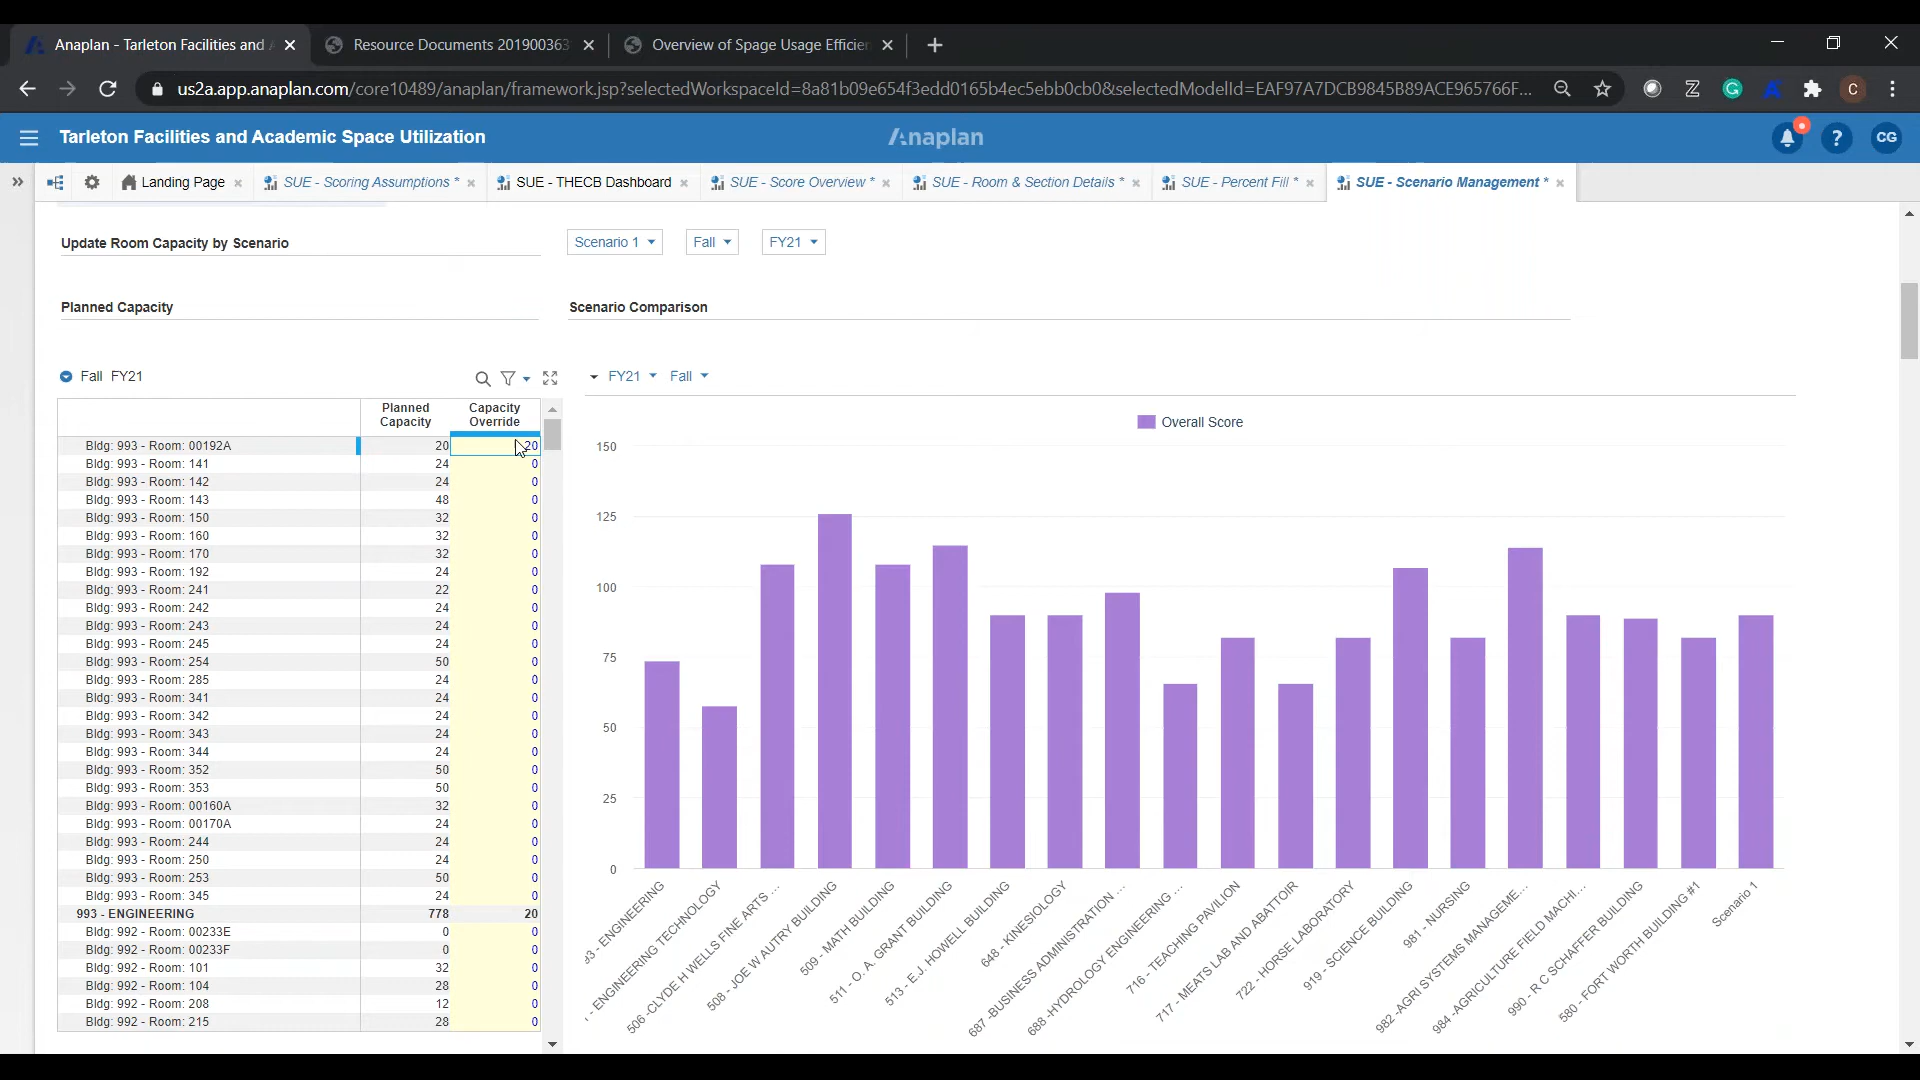 Anaplan - Tarleton Facilities and A
Resource Documents 201900363
Overview of Spage Usage Efficien
us2a.app.anaplan.com/core10489/anaplan/framework.jsp?selectedWorkspaceId=8a81b09e654f3edd0165b4ec5ebb0cb0&selectedModelId=EAF97A7DCB9845B89ACE965766F...
C
Tarleton Facilities and Academic Space Utilization
Anaplan
?
CG
Landing Page
SUE - Scoring Assumptions *
SUE - THECB Dashboard
SUE - Score Overview *
SUE - Room & Section Details *
SUE - Percent Fill *
SUE - Scenario Management *
Update Room Capacity by Scenario
Scenario 1
Fall
FY21
Planned Capacity
Scenario Comparison
Fall FY21
FY21 Fall
Planned Capacity
Capacity Override
Bldg: 993 - Room: 00192A 20 20
Bldg: 993 - Room: 141 24 0
Bldg: 993 - Room: 142 24 0
Bldg: 993 - Room: 143 48 0
Bldg: 993 - Room: 150 32 0
Bldg: 993 - Room: 160 32 0
Bldg: 993 - Room: 170 32 0
Bldg: 993 - Room: 192 24 0
Bldg: 993 - Room: 241 22 0
Bldg: 993 - Room: 242 24 0
Bldg: 993 - Room: 243 24 0
Bldg: 993 - Room: 245 24 0
Bldg: 993 - Room: 254 50 0
Bldg: 993 - Room: 285 24 0
Bldg: 993 - Room: 341 24 0
Bldg: 993 - Room: 342 24 0
Bldg: 993 - Room: 343 24 0
Bldg: 993 - Room: 344 24 0
Bldg: 993 - Room: 352 50 0
Bldg: 993 - Room: 353 50 0
Bldg: 993 - Room: 00160A 32 0
Bldg: 993 - Room: 00170A 24 0
Bldg: 993 - Room: 244 24 0
Bldg: 993 - Room: 250 24 0
Bldg: 993 - Room: 253 50 0
Bldg: 993 - Room: 345 24 0
993 - ENGINEERING 778 20
Bldg: 992 - Room: 00233E 0 0
Bldg: 992 - Room: 00233F 0 0
Bldg: 992 - Room: 101 32 0
Bldg: 992 - Room: 104 28 0
Bldg: 992 - Room: 208 12 0
Bldg: 992 - Room: 215 28 0
Overall Score
150
125
100
75
50
25
0
93 - ENGINEERING
- ENGINEERING TECHNOLOGY
506 -CLYDE H WELLS FINE ARTS ...
508 - JOE W AUTRY BUILDING
509 - MATH BUILDING
511 - O. A. GRANT BUILDING
513 - E.J. HOWELL BUILDING
648 - KINESIOLOGY
687 -BUSINESS ADMINISTRATION ...
688 -HYDROLOGY ENGINEERING ...
716 - TEACHING PAVILION
717 - MEATS LAB AND ABATTOIR
722 - HORSE LABORATORY
919 - SCIENCE BUILDING
981 - NURSING
982 -AGRI SYSTEMS MANAGEME...
984 -AGRICULTURE FIELD MACHI...
990 - R C SCHAFFER BUILDING
580 - FORT WORTH BUILDING #1
Scenario 1